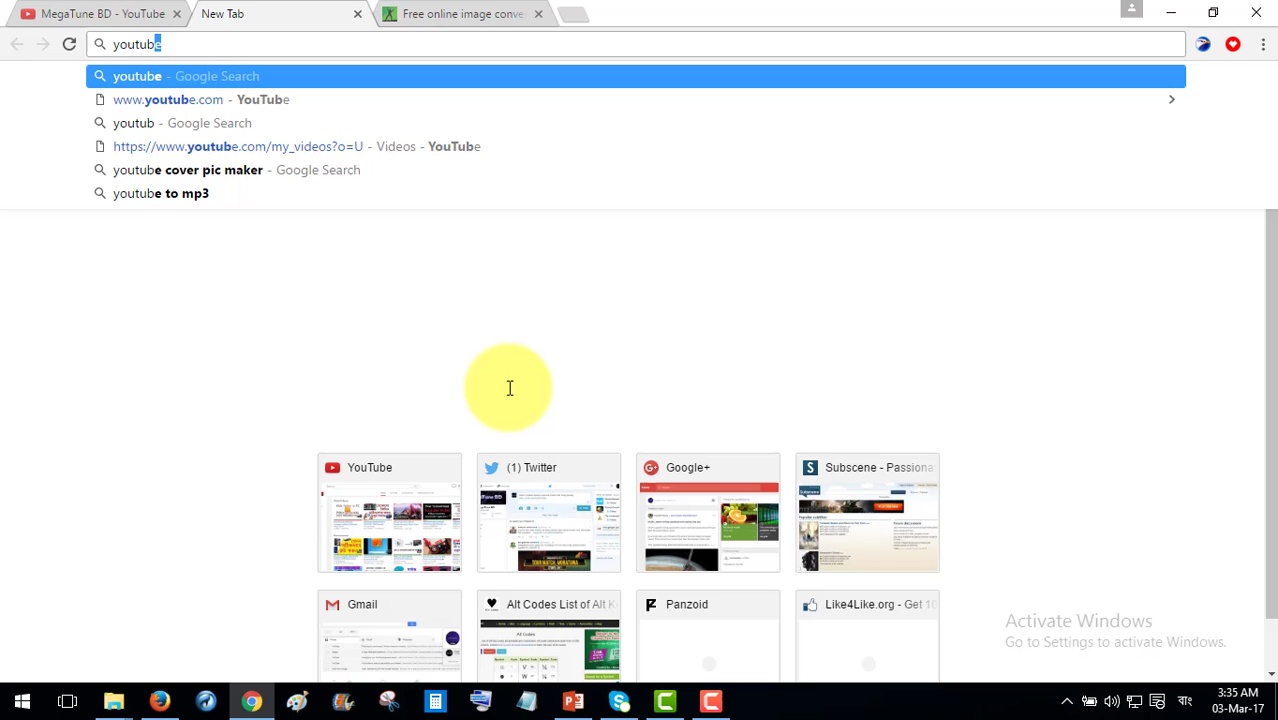 MegaTune BD - YouTube
New Tab
Free online image conve
youtube
youtube - Google Search
www.youtube.com - YouTube
youtub - Google Search
https://www.youtube.com/my_videos?o=U - Videos - YouTube
youtube cover pic maker - Google Search
youtube to mp3
YouTube
(1) Twitter
Google+
Subscene - Passiona
Gmail
Alt Codes List of Alt K
Panzoid
Like4Like.org - Get 1
Alt Codes
Activate Windows
Go to Settings to activate Windows.
বাং
3:35 AM
03-Mar-17